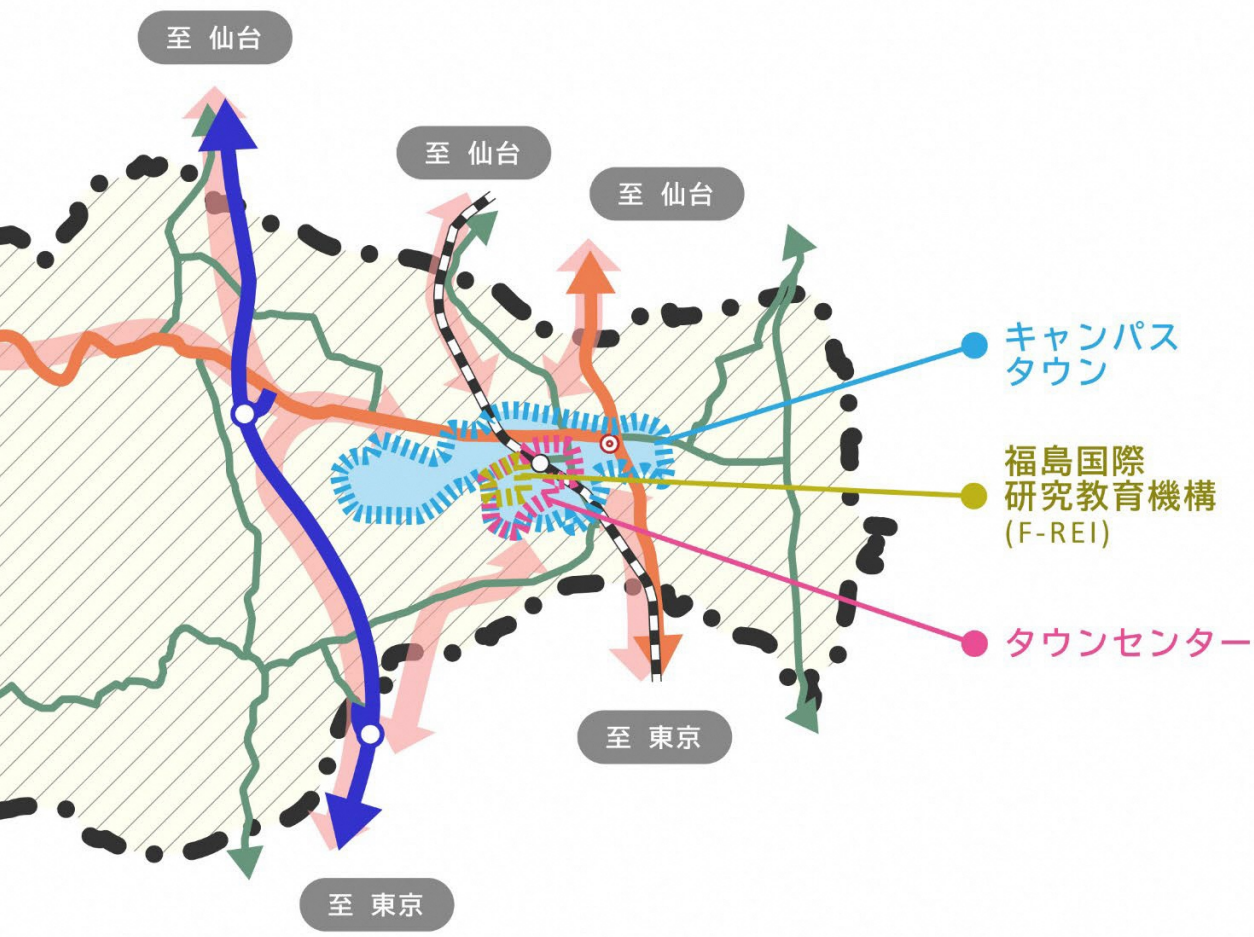 至 仙台
至 仙台
至 仙台
キャンパス
タウン
福島国際
研究教育機構
(F-REI)
タウンセンター
至 東京
至 東京